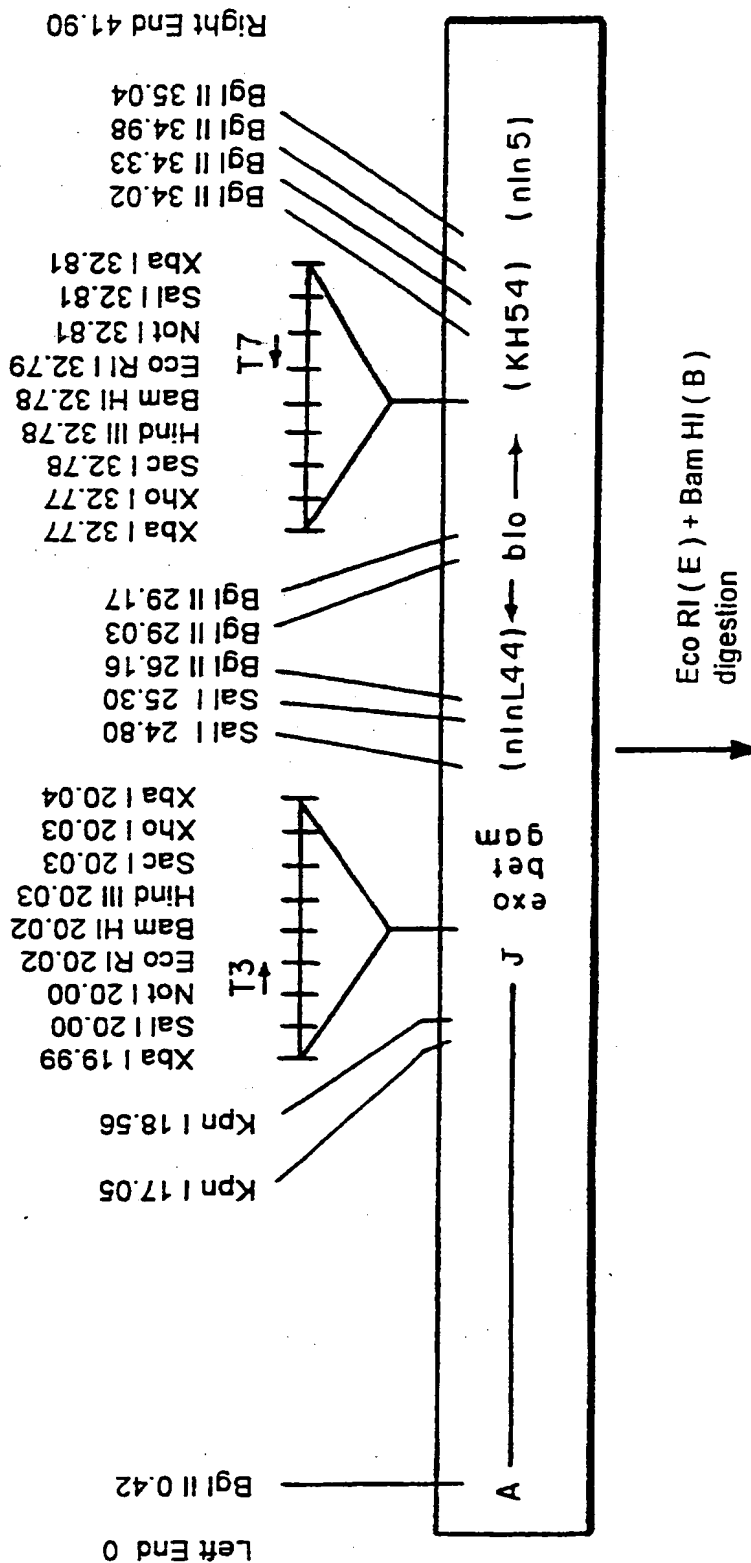 Left End 0
Bgl II 0.42
Kpn I 17.05
Kpn I 18.56
Xba I 19.99
Sal I 20.00
Not I 20.00
Eco RI 20.02
Bam HI 20.02
Hind III 20.03
Sac I 20.03
Xho I 20.03
Xba I 20.04
T3
Sal I 24.80
Sal I 25.30
Bgl II 26.16
Bgl II 29.03
Bgl II 29.17
Xba I 32.77
Xho I 32.77
Sac I 32.78
Hind III 32.78
Bam HI 32.78
Eco RI 32.79
Not I 32.81
Sal I 32.81
Xba I 32.81
T7
Bgl II 34.02
Bgl II 34.33
Bgl II 34.98
Bgl II 35.04
Right End 41.90
A
J
exo
bet
gam
(nInL44)
bIo
(KH54)
(nIn5)
Eco RI (E) + Bam HI (B)
digestion